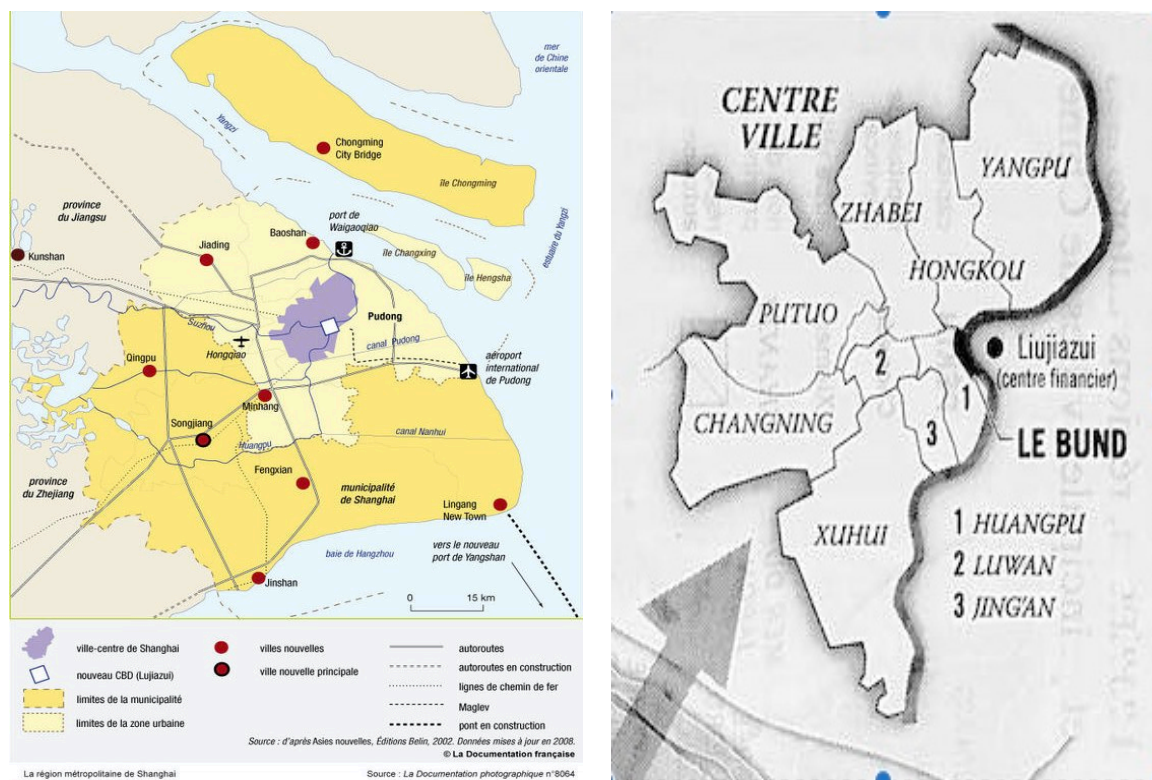 mer
de Chine
orientale
Yangzi
Chongming
City Bridge
île Chongming
province
du Jiangsu
port de
Waigaoqiao
Baoshan
Jiading
île Changxing
estuaire du Yangzi
Kunshan
île Hengsha
Pudong
Suzhou
Hongqiao
canal Pudong
Qingpu
aéroport
international
de Pudong
Minhang
Songjiang
Huangpu
canal Nanhui
Fengxian
province
du Zhejiang
municipalité
de Shanghai
Lingang
New Town
baie de Hangzhou
vers le nouveau
port de Yangshan
Jinshan
0 15 km
ville-centre de Shanghai
nouveau CBD (Lujiazui)
limites de la municipalité
limites de la zone urbaine
villes nouvelles
ville nouvelle principale
autoroutes
autoroutes en construction
lignes de chemin de fer
Maglev
pont en construction
Source : d'après Asies nouvelles, Éditions Belin, 2002. Données mises à jour en 2008.
© La Documentation française
La région métropolitaine de Shanghai
Source : La Documentation photographique n°8064
CENTRE
VILLE
YANGPU
ZHABEI
HONGKOU
PUTUO
Liujiazui
(centre financier)
2
1
CHANGNING
3
LE BUND
XUHUI
1 HUANGPU
2 LUWAN
3 JING'AN